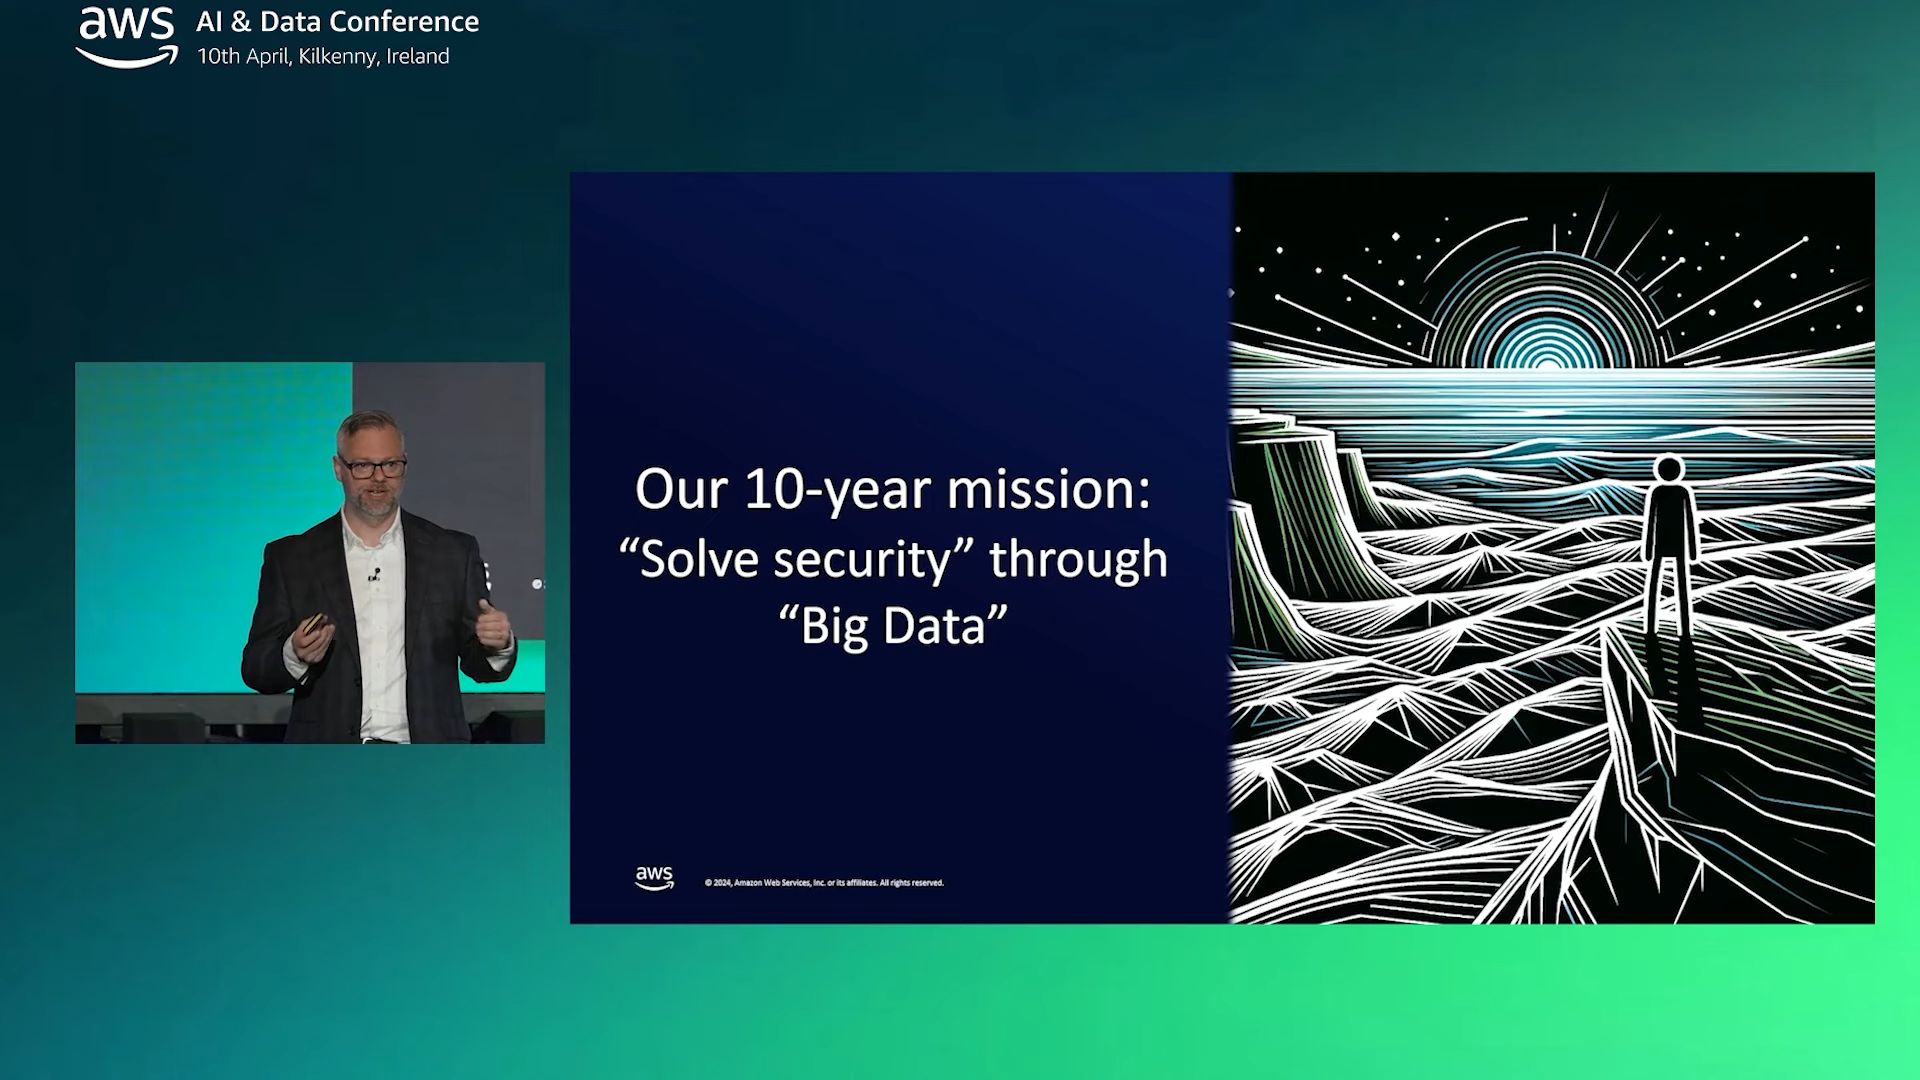 aws
AI & Data Conference
10th April, Kilkenny, Ireland
Our 10-year mission:
“Solve security” through
“Big Data”
aws
© 2024, Amazon Web Services, Inc. or its affiliates. All rights reserved.